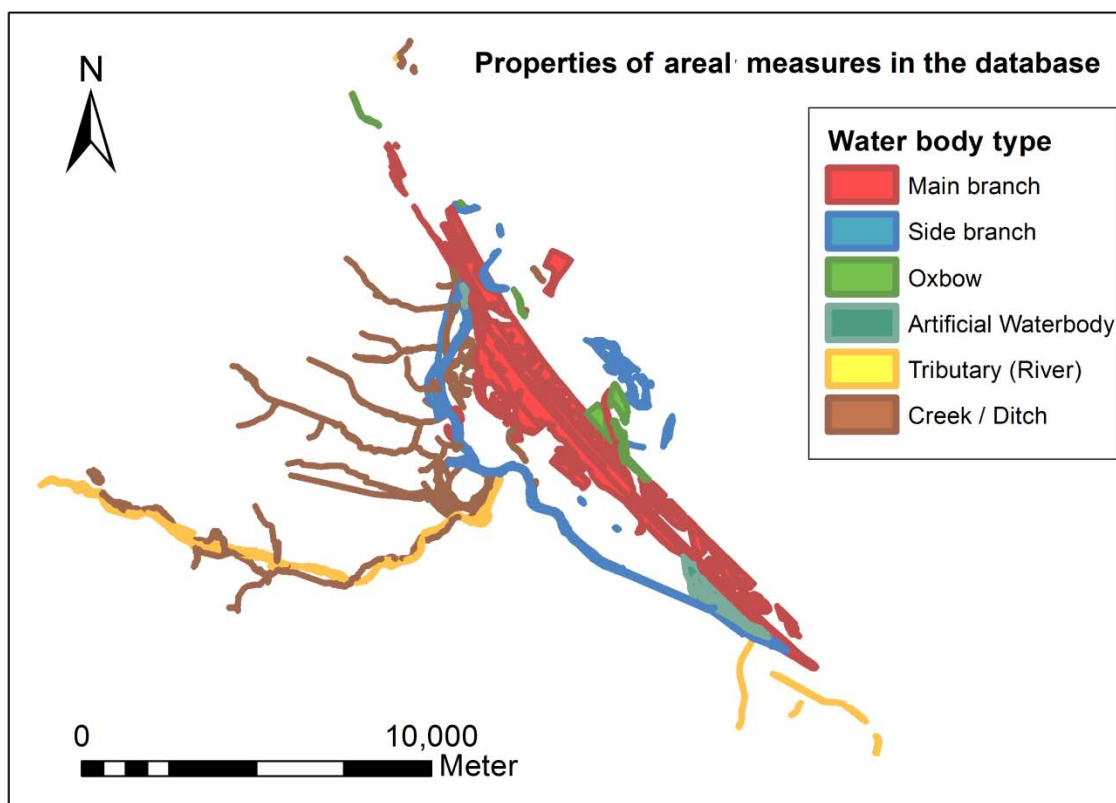 Properties of areal measures in the database
N
Water body type
Main branch
Side branch
Oxbow
Artificial Waterbody
Tributary (River)
Creek / Ditch
0 10,000
Meter